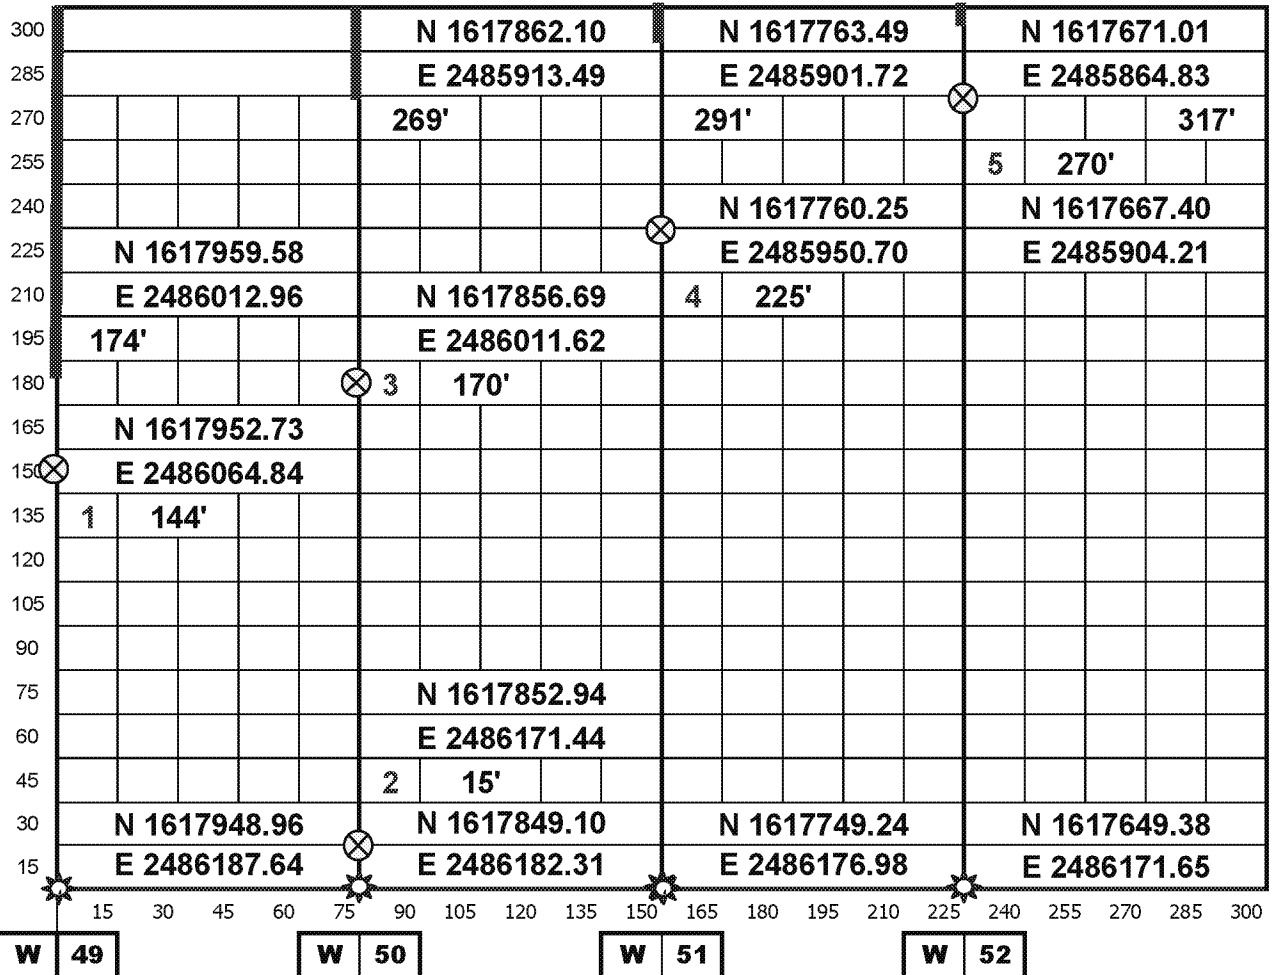 300 N 1617862.10 N 1617763.49 N 1617671.01
285 E 2485913.49 E 2485901.72 E 2485864.83
270 269' 291' 317'
255 5 270'
240 N 1617760.25 N 1617667.40
225 N 1617959.58 E 2485950.70 E 2485904.21
210 E 2486012.96 N 1617856.69 4 225'
195 174' E 2486011.62
180 3 170'
165 N 1617952.73
150 E 2486064.84
135 1 144'
120
105
90
75 N 1617852.94
60 E 2486171.44
45 2 15'
30 N 1617948.96 N 1617849.10 N 1617749.24 N 1617649.38
15 E 2486187.64 E 2486182.31 E 2486176.98 E 2486171.65
15 30 45 60 75 90 105 120 135 150 165 180 195 210 225 240 255 270 285 300
W 49 W 50 W 51 W 52